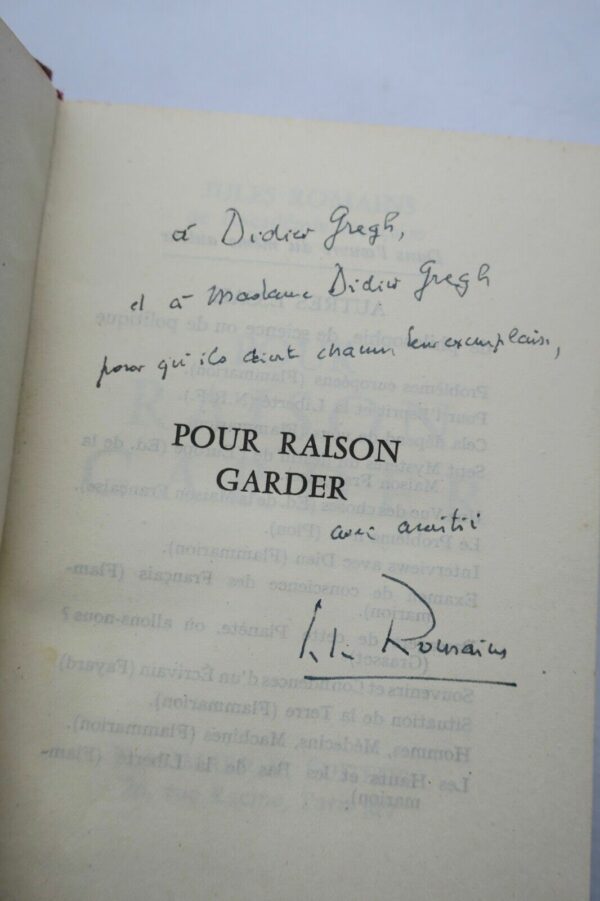 à Didier Gregh,
et à Madame Didier Gregh
pour qu'ils aient chacun leur exemplaire,
POUR RAISON
GARDER
avec amitié
Jules Romains